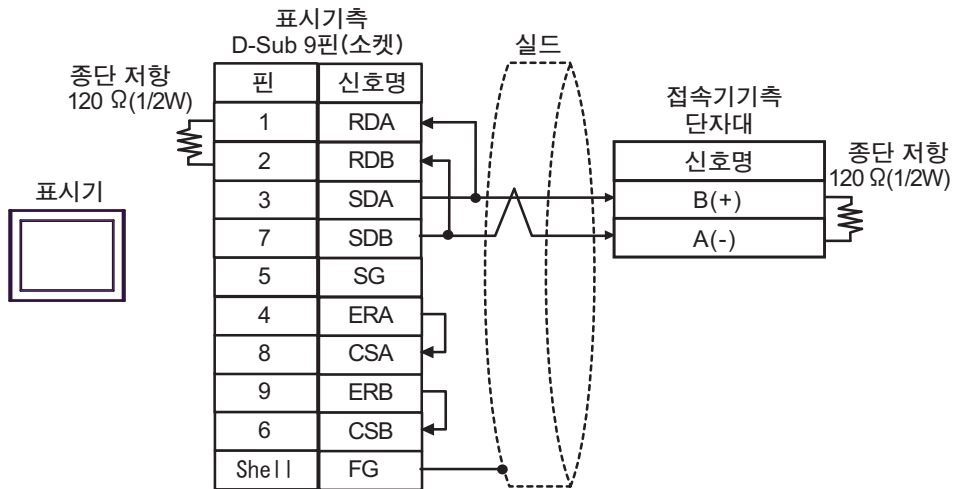 표시기측
D-Sub 9핀(소켓)
실드
종단 저항
120 Ω(1/2W)
핀 신호명
1 RDA
2 RDB
3 SDA
7 SDB
5 SG
4 ERA
8 CSA
9 ERB
6 CSB
Shell FG
표시기
접속기기측
단자대
신호명
B(+)
A(-)
종단 저항
120 Ω(1/2W)